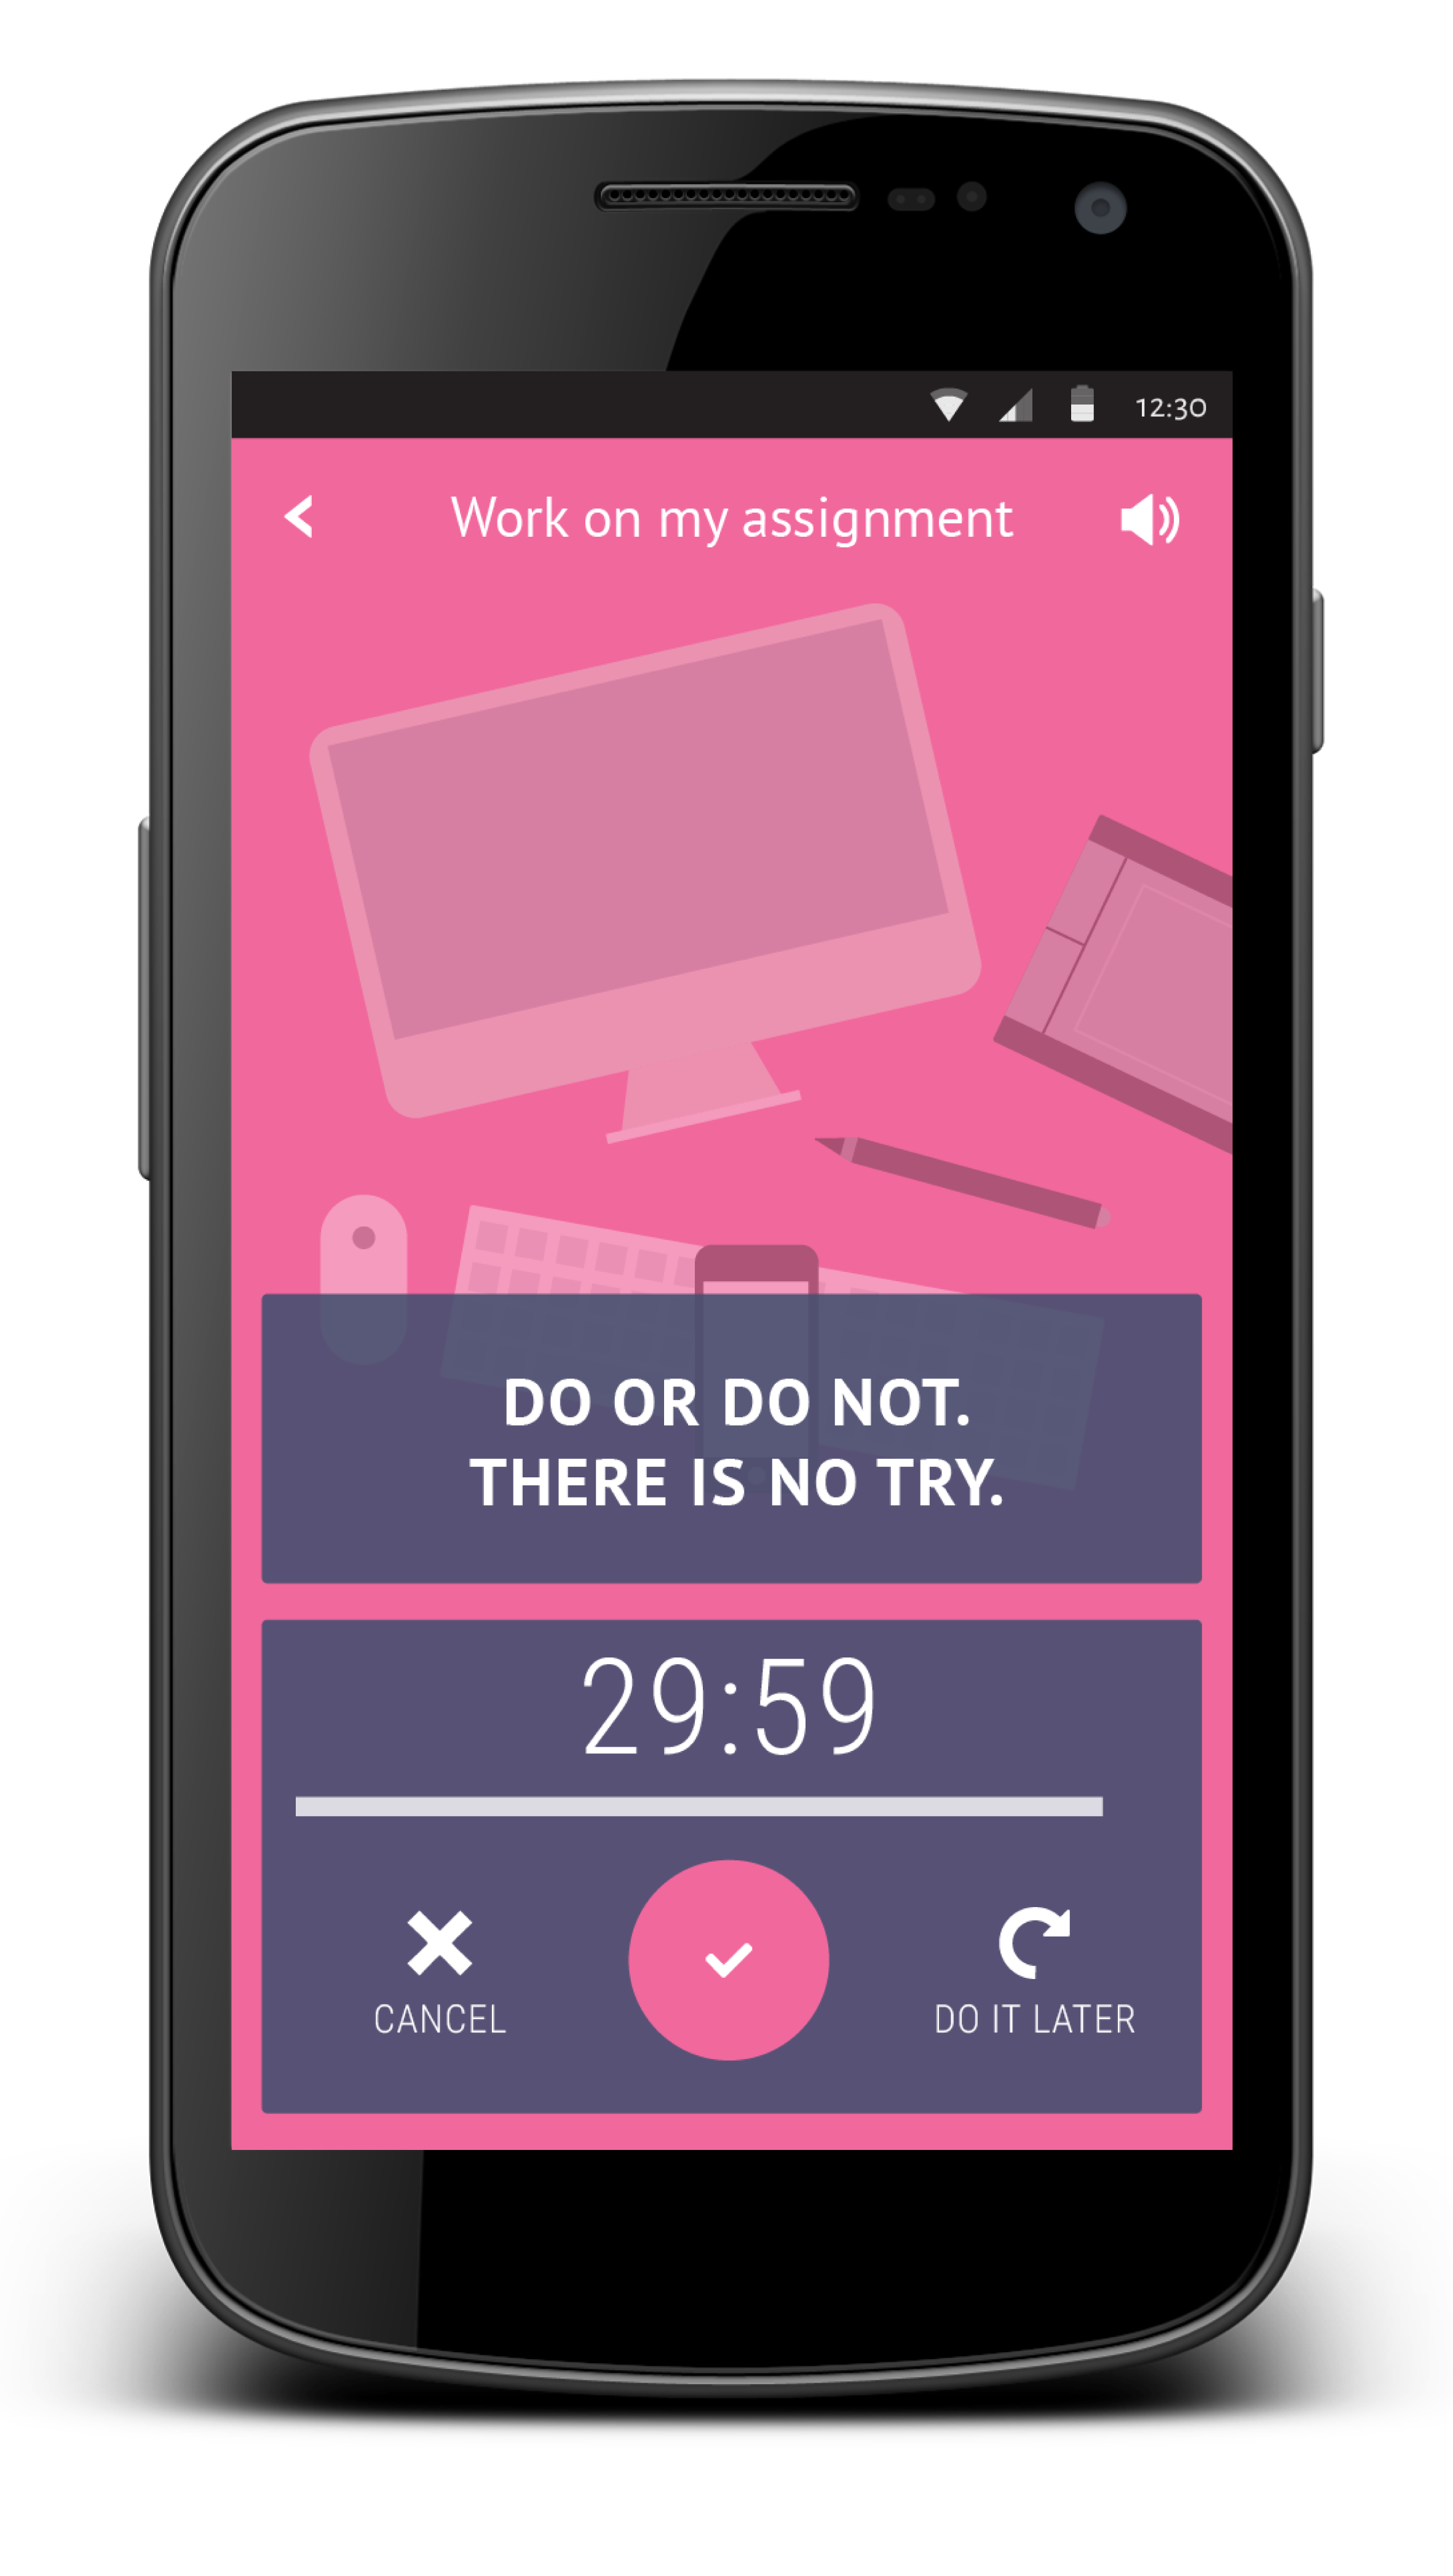 12:30
Work on my assignment
DO OR DO NOT.
THERE IS NO TRY.
29:59
CANCEL
DO IT LATER